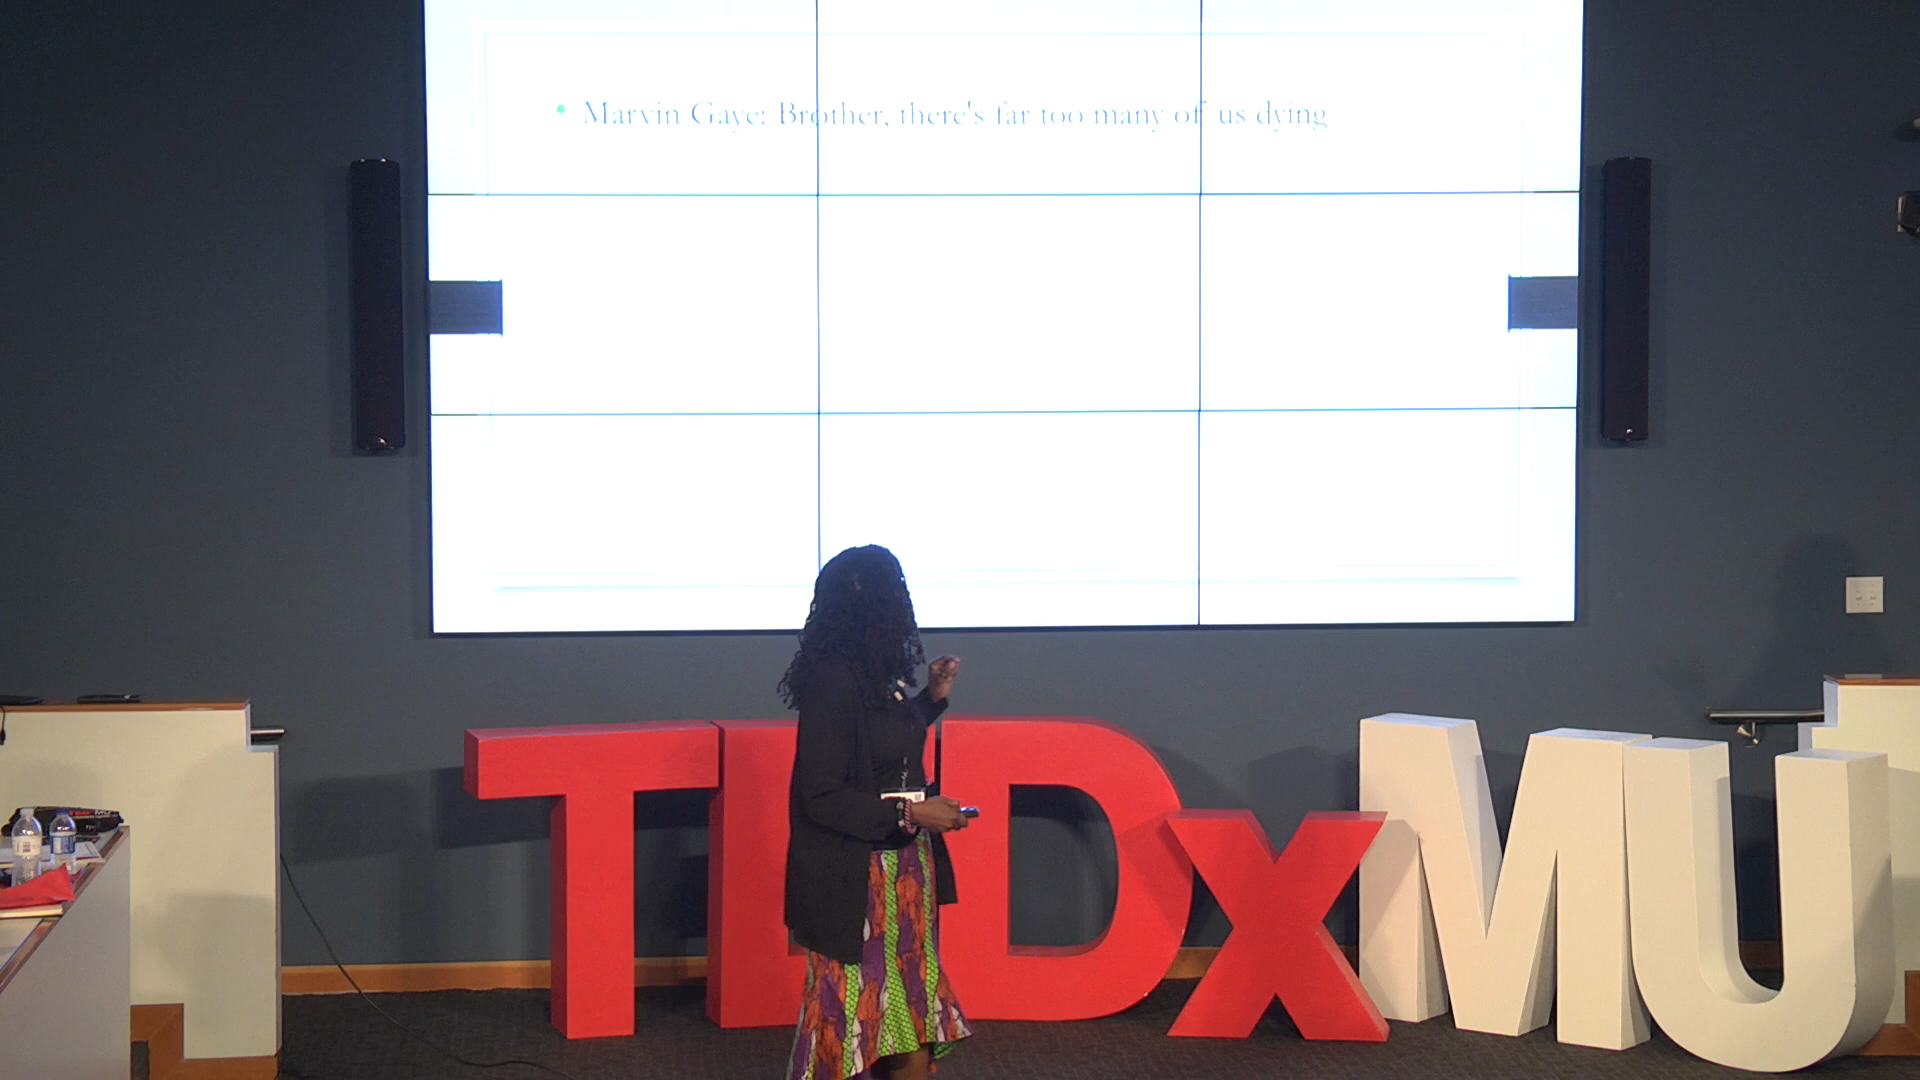 • Marvin Gaye: Brother, there's far too many of us dying
TEDxMU